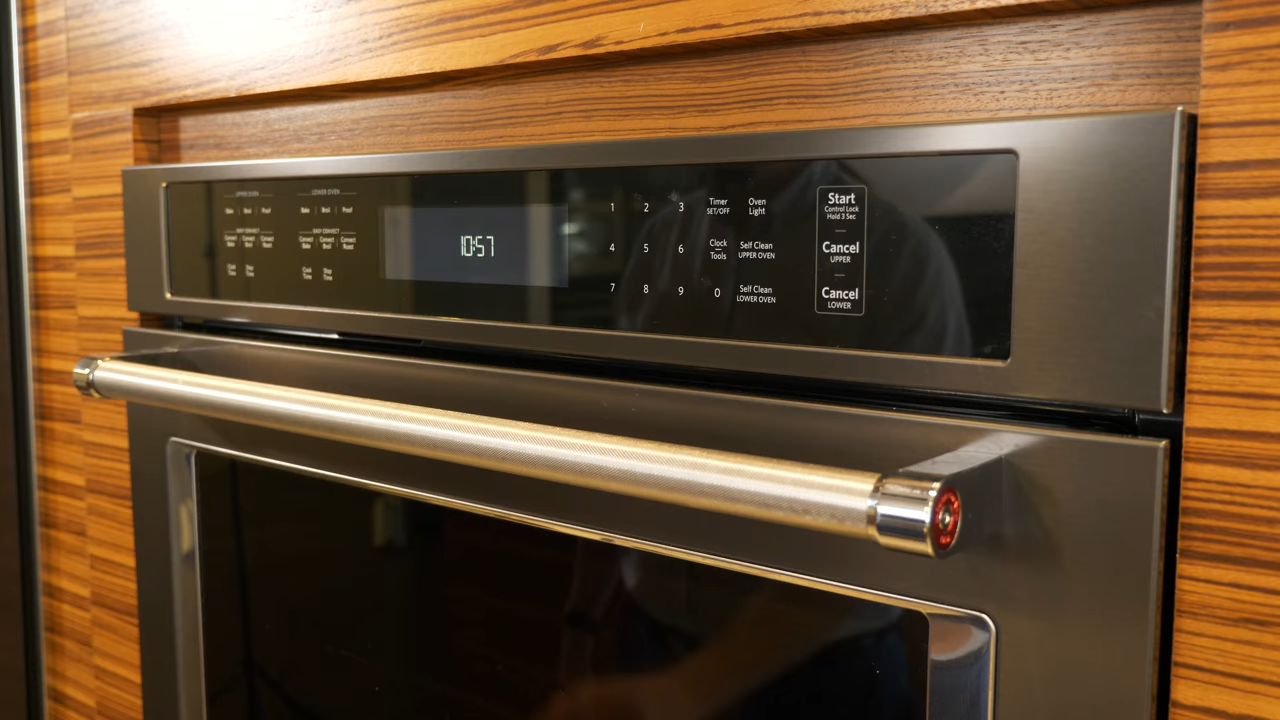 UPPER OVEN
Bake Broil Proof
EASY CONVECT
Convect Bake
Convect Broil
Convect Roast
Cook Time
Stop Time
LOWER OVEN
Bake Broil Proof
EASY CONVECT
Convect Bake
Convect Broil
Convect Roast
Cook Time
Stop Time
10:57
1 2 3
4 5 6
7 8 9
0
Timer
SET/OFF
Clock
Tools
Oven
Light
Self Clean
UPPER OVEN
Self Clean
LOWER OVEN
Start
Control Lock
Hold 3 Sec
Cancel
UPPER
Cancel
LOWER